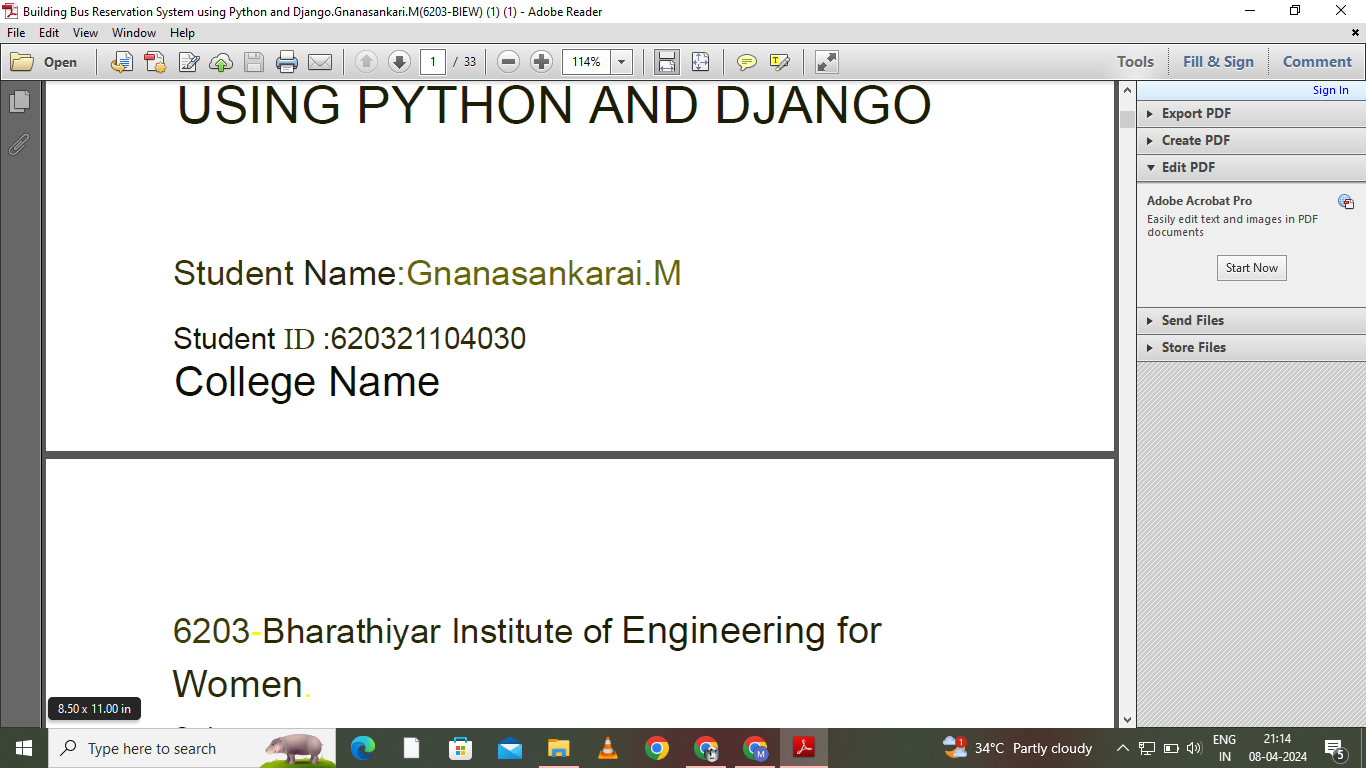 Building Bus Reservation System using Python and Django.Gnanasankari.M(6203-BIEW) (1) (1) - Adobe Reader
File Edit View Window Help
Open 1 / 33 114% Tools Fill & Sign Comment
Sign In
USING PYTHON AND DJANGO
Student Name:Gnanasankarai.M
Student ID :620321104030
College Name
6203-Bharathiyar Institute of Engineering for
Women.
8.50 x 11.00 in
Export PDF
Create PDF
Edit PDF
Adobe Acrobat Pro
Easily edit text and images in PDF
documents
Start Now
Send Files
Store Files
Type here to search
1
M
34°C Partly cloudy
ENG
IN
21:14
08-04-2024
5